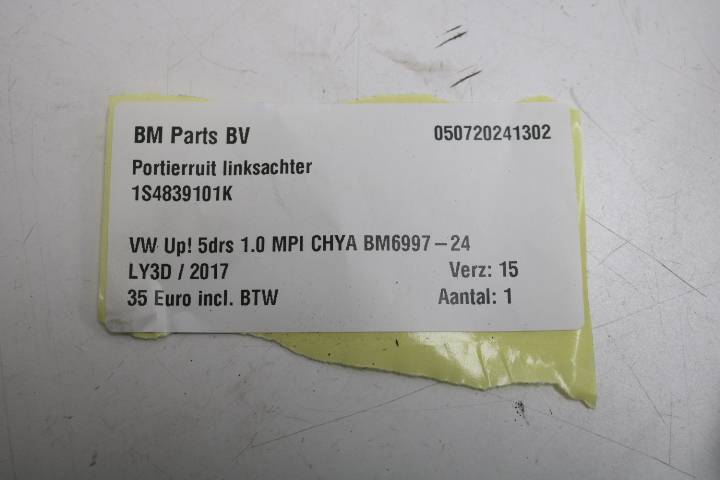 BM Parts BV 050720241302
Portierruit linksachter
1S4839101K
VW Up! 5drs 1.0 MPI CHYA BM6997-24
LY3D / 2017 Verz: 15
35 Euro incl. BTW Aantal: 1